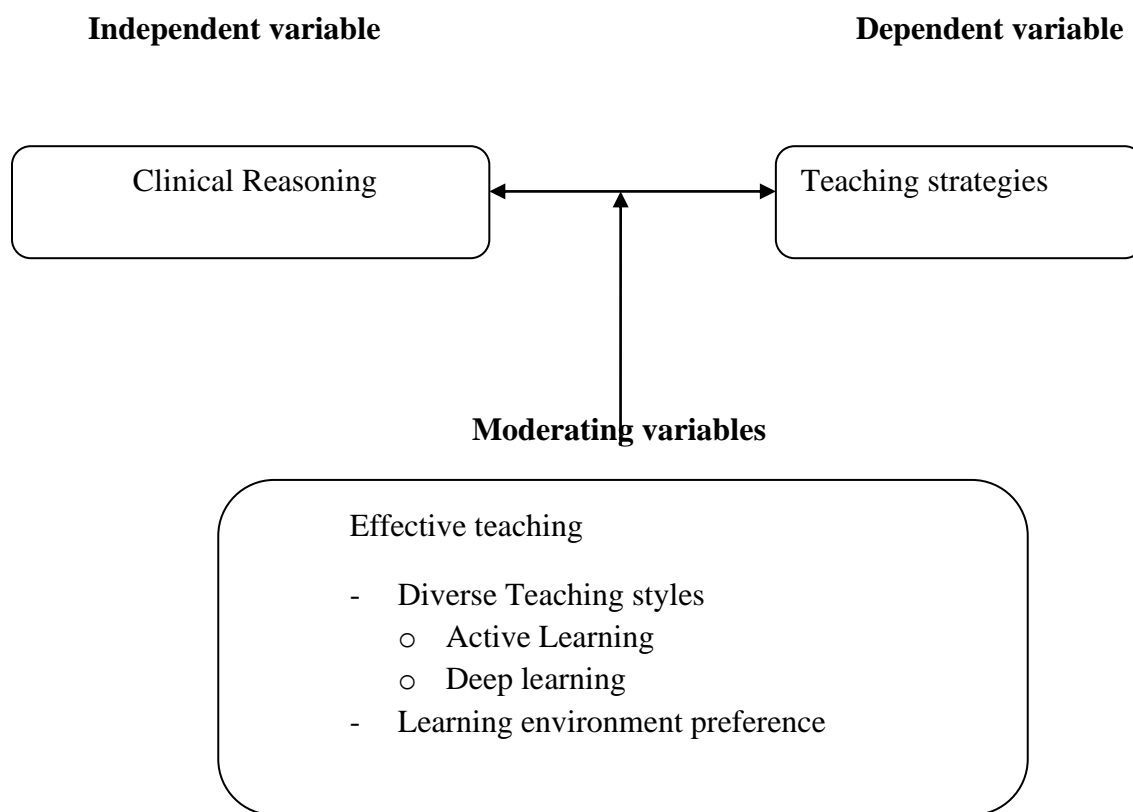 Independent variable
Dependent variable
Clinical Reasoning
Teaching strategies
Moderating variables
Effective teaching
- Diverse Teaching styles
o Active Learning
o Deep learning
- Learning environment preference